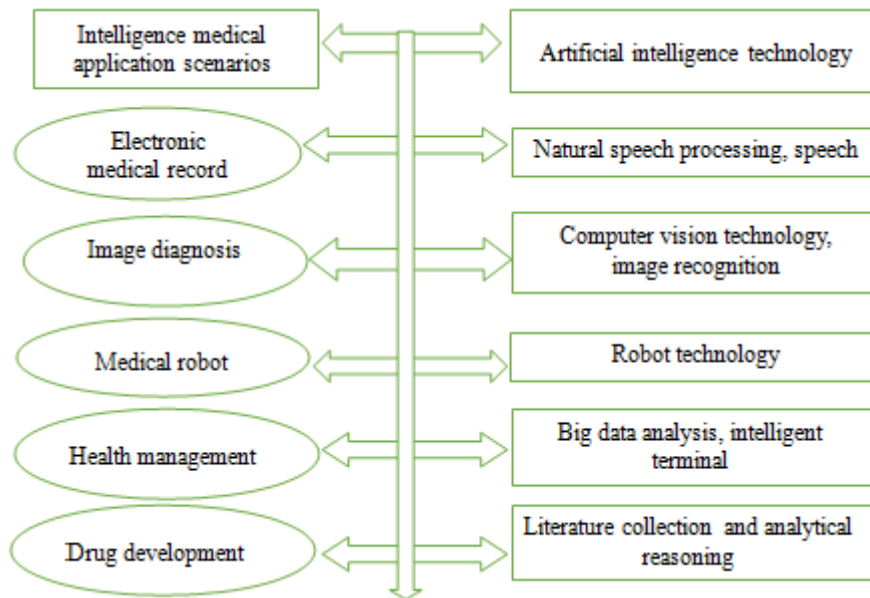 Intelligence medical
application scenarios
Artificial intelligence technology
Electronic
medical record
Natural speech processing, speech
Image diagnosis
Computer vision technology,
image recognition
Medical robot
Robot technology
Health management
Big data analysis, intelligent
terminal
Drug development
Literature collection and analytical
reasoning